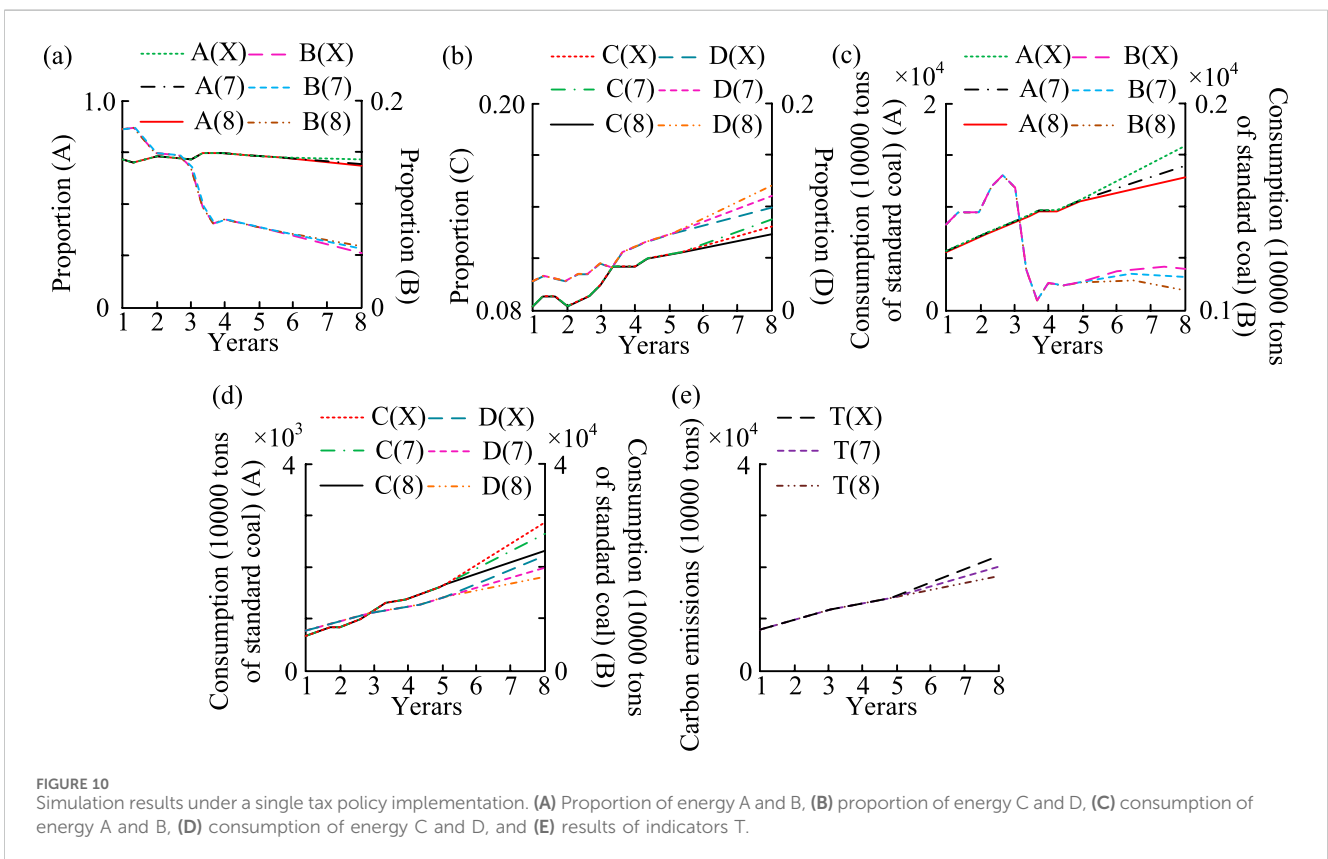 (a)
A(X) B(X)
A(7) B(7)
A(8) B(8)
1.0
0.2
Proportion (A)
Proportion (B)
0
0
1 2 3 4 5 6 7 8
Yerars
(b)
C(X) D(X)
C(7) D(7)
C(8) D(8)
0.20
0.2
Proportion (C)
Proportion (D)
0.08
0
1 2 3 4 5 6 7 8
Yerars
(c)
A(X) B(X)
A(7) B(7)
A(8) B(8)
×10⁴
×10⁴
2
0.2
Consumption (10000 tons
of standard coal) (A)
Consumption (10000 tons
of standard coal) (B)
0
0.1
1 2 3 4 5 6 7 8
Yerars
(d)
C(X) D(X)
C(7) D(7)
C(8) D(8)
×10³
×10⁴
4
4
Consumption (10000 tons
of standard coal) (A)
Consumption (10000 tons
of standard coal) (B)
0
0
1 2 3 4 5 6 7 8
Yerars
(e)
T(X)
T(7)
T(8)
×10⁴
4
Carbon emissions (10000 tons)
0
1 2 3 4 5 6 7 8
Yerars
FIGURE 10
Simulation results under a single tax policy implementation. (A) Proportion of energy A and B, (B) proportion of energy C and D, (C) consumption of
energy A and B, (D) consumption of energy C and D, and (E) results of indicators T.